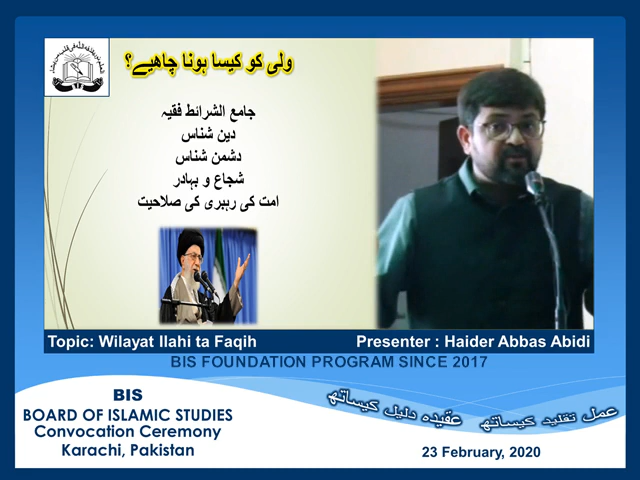 ولی کو کیسا ہونا چاھیے؟
جامع الشرائط فقیہ
دین شناس
دشمن شناس
شجاع و بہادر
امت کی رہبری کی صلاحیت
Topic: Wilayat Ilahi ta Faqih
Presenter : Haider Abbas Abidi
BIS FOUNDATION PROGRAM SINCE 2017
BIS
BOARD OF ISLAMIC STUDIES
Convocation Ceremony
Karachi, Pakistan
عقیدہ دلیل کیساتھ
عمل تقلید کیساتھ
23 February, 2020